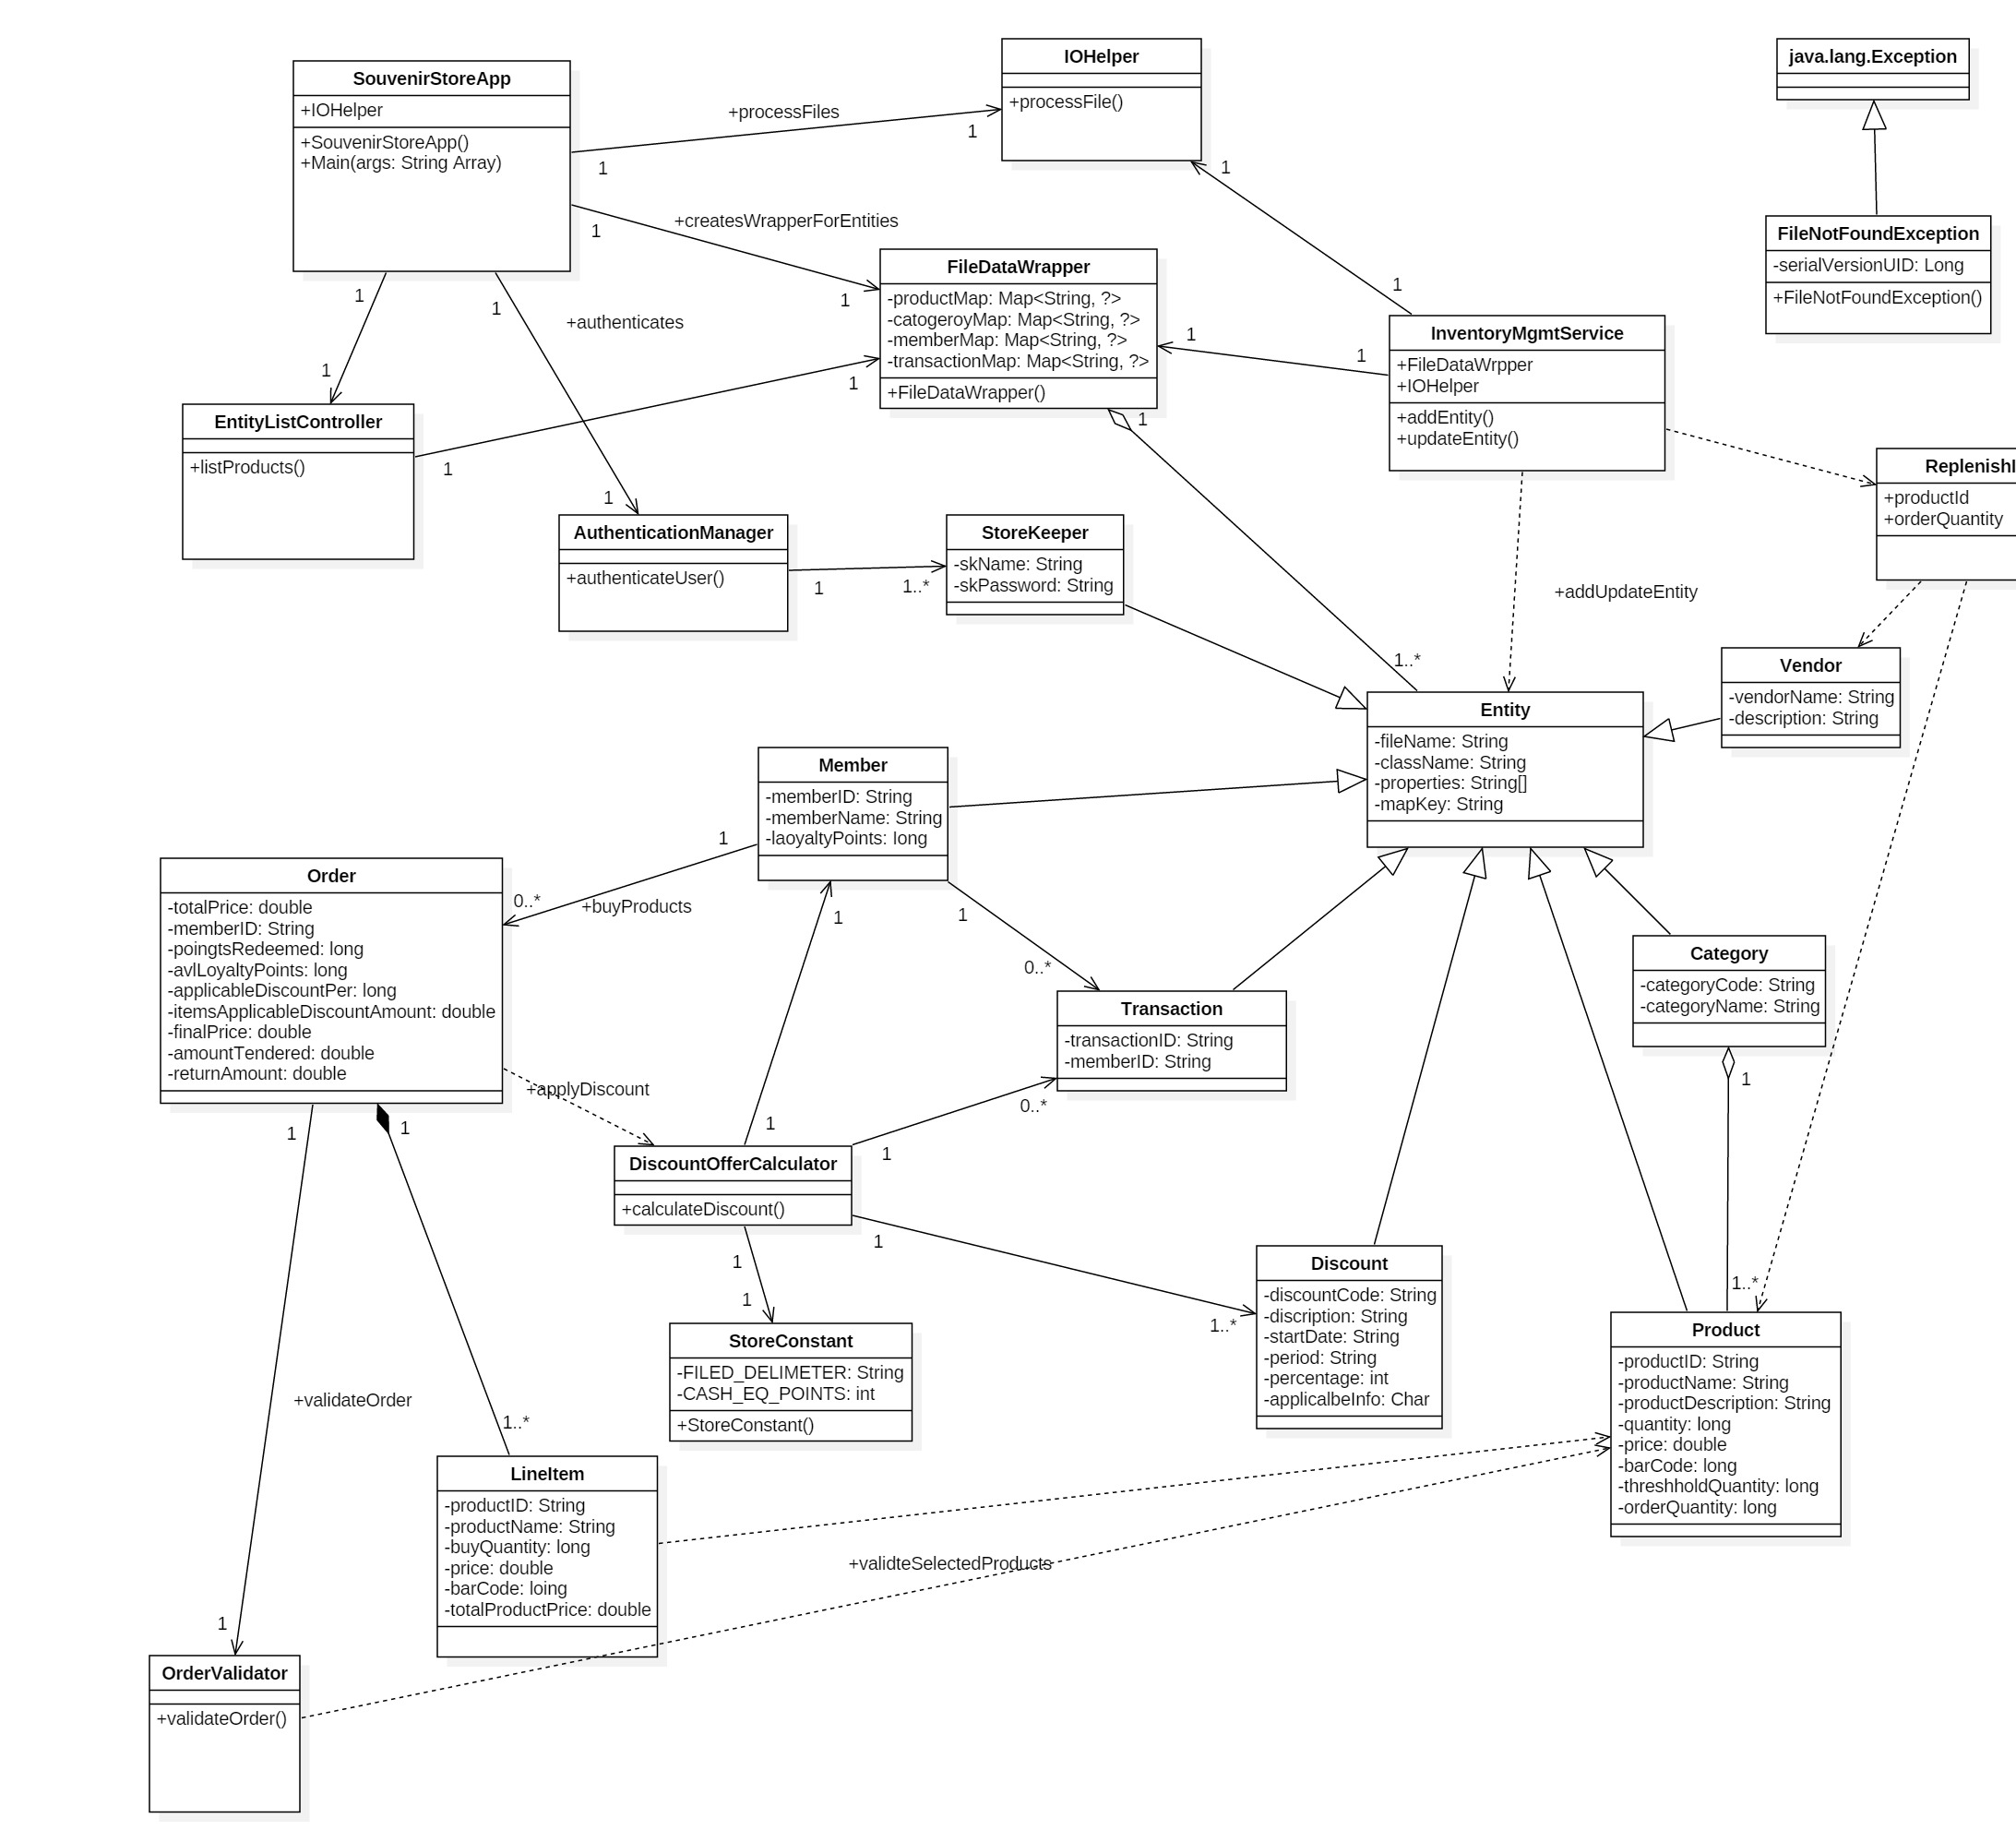 SouvenirStoreApp
+IOHelper
+SouvenirStoreApp()
+Main(args: String Array)
+processFiles
1
1
IOHelper
+processFile()
java.lang.Exception
FileNotFoundException
-serialVersionUID: Long
+FileNotFoundException()
+createsWrapperForEntities
1
1
1
1
+authenticates
1
1
1
1
FileDataWrapper
-productMap: Map<String, ?>
-catogeroyMap: Map<String, ?>
-memberMap: Map<String, ?>
-transactionMap: Map<String, ?>
+FileDataWrapper()
1
1
1
1
InventoryMgmtService
+FileDataWrpper
+IOHelper
+addEntity()
+updateEntity()
EntityListController
+listProducts()
1
1
1
1..*
AuthenticationManager
+authenticateUser()
1
1..*
StoreKeeper
-skName: String
-skPassword: String
ReplenishI
+productId
+orderQuantity
+addUpdateEntity
Vendor
-vendorName: String
-description: String
Entity
-fileName: String
-className: String
-properties: String[]
-mapKey: String
Member
-memberID: String
-memberName: String
-laoyaltyPoints: long
1
0..*
+buyProducts
Order
-totalPrice: double
-memberID: String
-poingtsRedeemed: long
-avlLoyaltyPoints: long
-applicableDiscountPer: long
-itemsApplicableDiscountAmount: double
-finalPrice: double
-amountTendered: double
-returnAmount: double
1
0..*
1
1
Transaction
-transactionID: String
-memberID: String
Category
-categoryCode: String
-categoryName: String
1
1..*
+applyDiscount
1
0..*
DiscountOfferCalculator
+calculateDiscount()
1
1
1
1..*
StoreConstant
-FILED_DELIMETER: String
-CASH_EQ_POINTS: int
+StoreConstant()
Discount
-discountCode: String
-discription: String
-startDate: String
-period: String
-percentage: int
-applicalbeInfo: Char
Product
-productID: String
-productName: String
-productDescription: String
-quantity: long
-price: double
-barCode: long
-threshholdQuantity: long
-orderQuantity: long
1
1
+validateOrder
1
1..*
LineItem
-productID: String
-productName: String
-buyQuantity: long
-price: double
-barCode: loing
-totalProductPrice: double
+validteSelectedProducts
OrderValidator
+validateOrder()